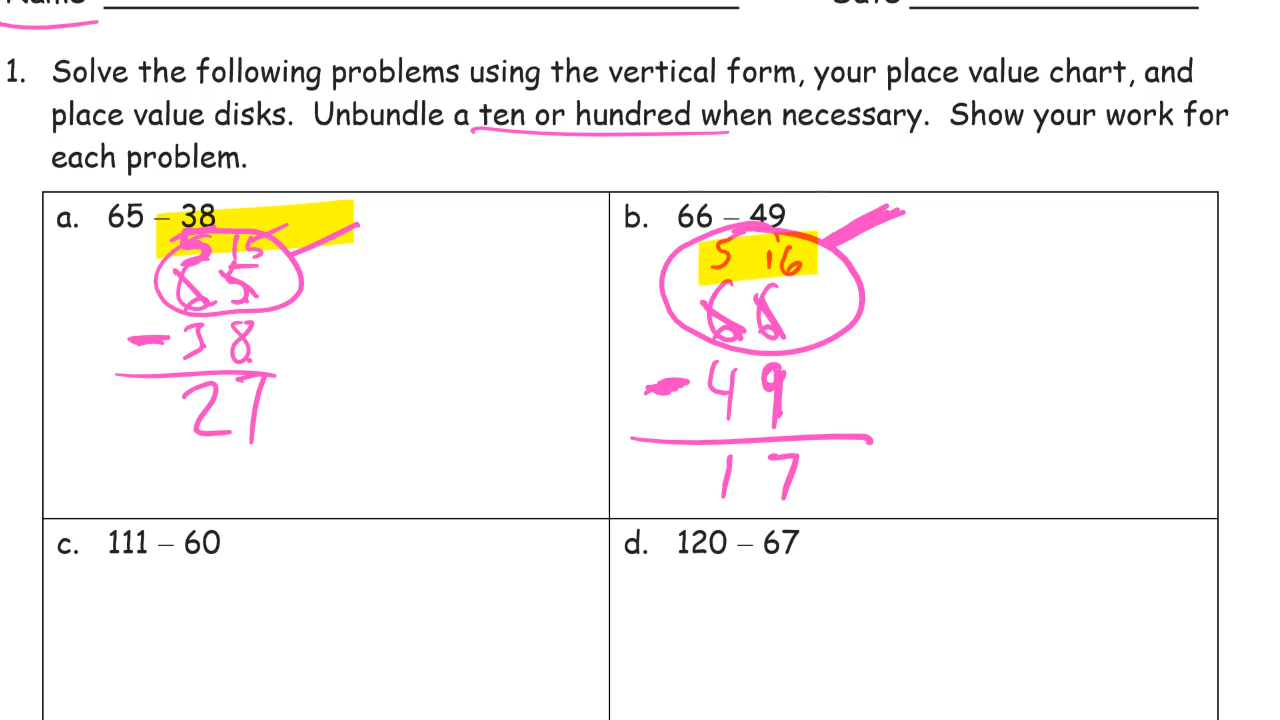 Name Date
1. Solve the following problems using the vertical form, your place value chart, and
place value disks. Unbundle a ten or hundred when necessary. Show your work for
each problem.
a. 65 – 38
5 15
65
- 38
27
b. 66 – 49
5 16
66
- 49
17
c. 111 – 60
d. 120 – 67